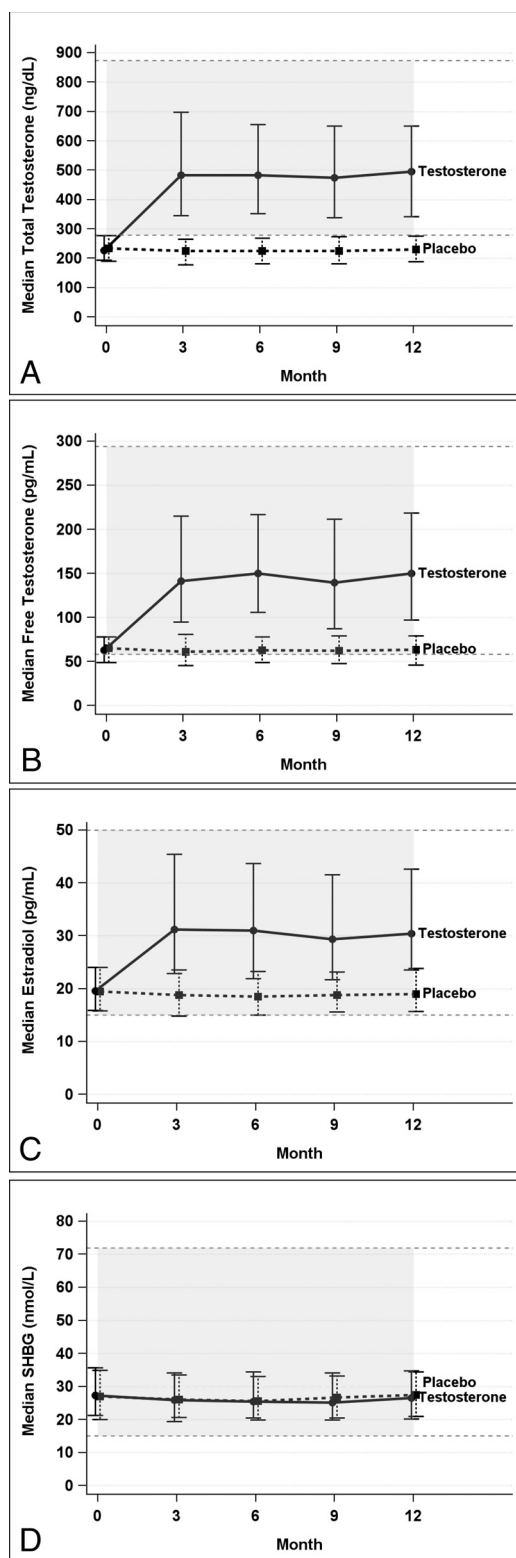 Median Total Testosterone (ng/dL)
900
800
700
600
500
400
300
200
100
0
Testosterone
Placebo
0 3 6 9 12
Month
A
Median Free Testosterone (pg/mL)
300
250
200
150
100
50
0
Testosterone
Placebo
0 3 6 9 12
Month
B
Median Estradiol (pg/mL)
50
40
30
20
10
0
Testosterone
Placebo
0 3 6 9 12
Month
C
Median SHBG (nmol/L)
80
70
60
50
40
30
20
10
0
Placebo
Testosterone
0 3 6 9 12
Month
D